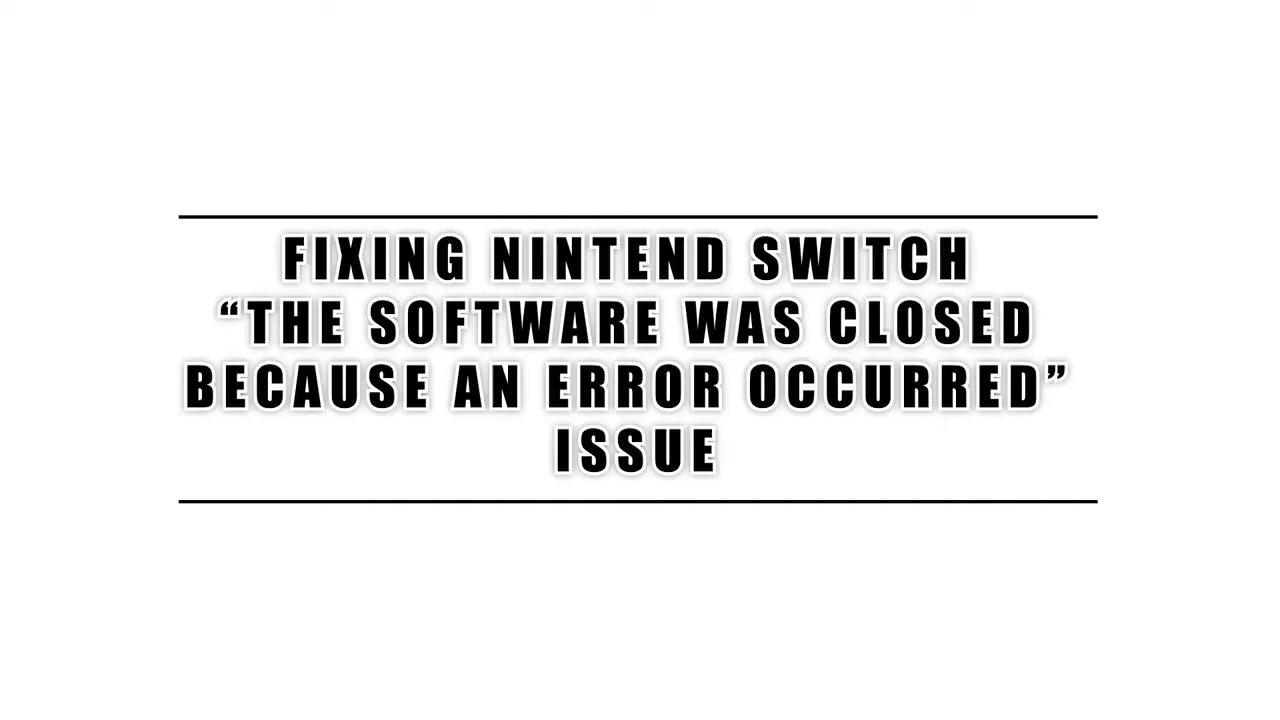 FIXING NINTEND SWITCH
“THE SOFTWARE WAS CLOSED
BECAUSE AN ERROR OCCURRED”
ISSUE